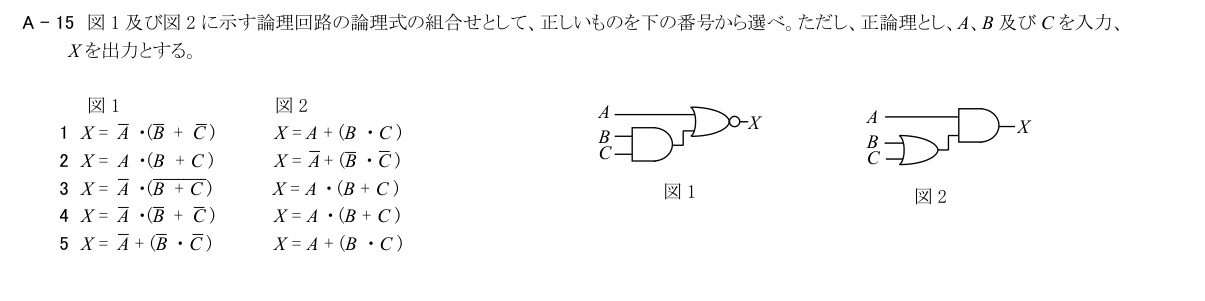 A - 15 図1及び図2に示す論理回路の論理式の組合せとして、正しいものを下の番号から選べ。ただし、正論理とし、A、B 及び C を入力、
X を出力とする。
図1 図2
1 X = A̅ ・(B̅ + C̅) X = A + (B ・ C)
2 X = A ・(B + C) X = A̅ + (B̅ ・ C̅)
3 X = A̅ ・(B̅ ̅+̅ ̅C̅) X = A ・ (B + C)
4 X = A̅ ・(B̅ + C̅) X = A ・ (B + C)
5 X = A̅ + (B̅ ・ C̅) X = A + (B ・ C)
A
B
C
X
図1
A
B
C
X
図2